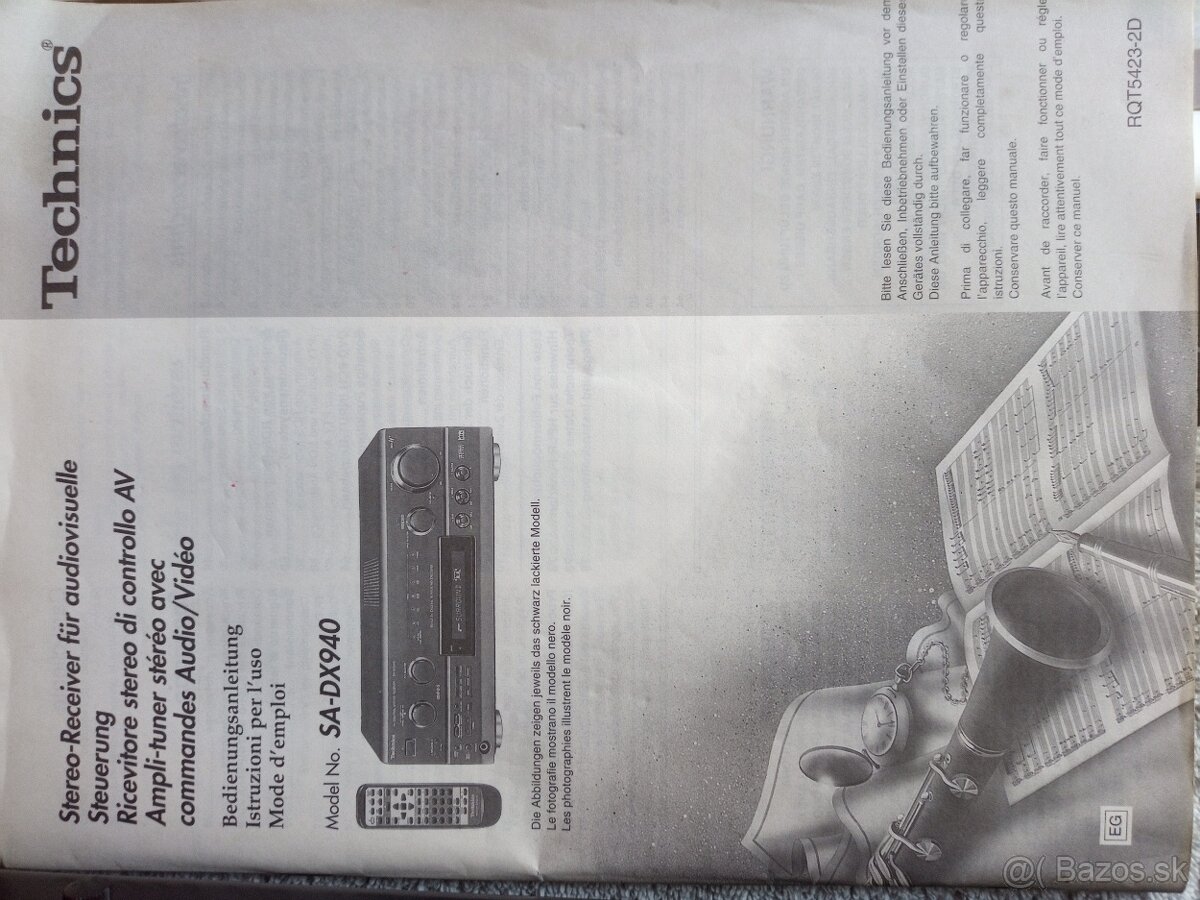 Technics®
Stereo-Receiver für audiovisuelle
Steuerung
Ricevitore stereo di controllo AV
Ampli-tuner stéréo avec
commandes Audio/Vidéo
Bedienungsanleitung
Istruzioni per l'uso
Mode d'emploi
Model No. SA-DX940
SURROUND
Die Abbildungen zeigen jeweils das schwarz lackierte Modell.
Le fotografie mostrano il modello nero.
Les photographies illustrent le modèle noir.
Bitte lesen Sie diese Bedienungsanleitung vor dem
Anschließen, Inbetriebnehmen oder Einstellen dieses
Gerätes vollständig durch.
Diese Anleitung bitte aufbewahren.
Prima di collegare, far funzionare o regolare
l'apparecchio, leggere completamente queste
istruzioni.
Conservare questo manuale.
Avant de raccorder, faire fonctionner ou régle
l'appareil, lire attentivement tout ce mode d'emploi.
Conserver ce manuel.
EG
RQT5423-2D
@( Bazos.sk